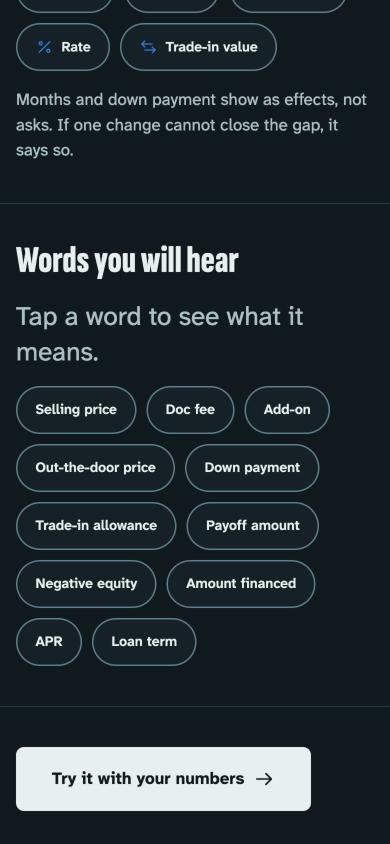 Rate
Trade-in value
Months and down payment show as effects, not
asks. If one change cannot close the gap, it
says so.
Words you will hear
Tap a word to see what it
means.
Selling price
Doc fee
Add-on
Out-the-door price
Down payment
Trade-in allowance
Payoff amount
Negative equity
Amount financed
APR
Loan term
Try it with your numbers